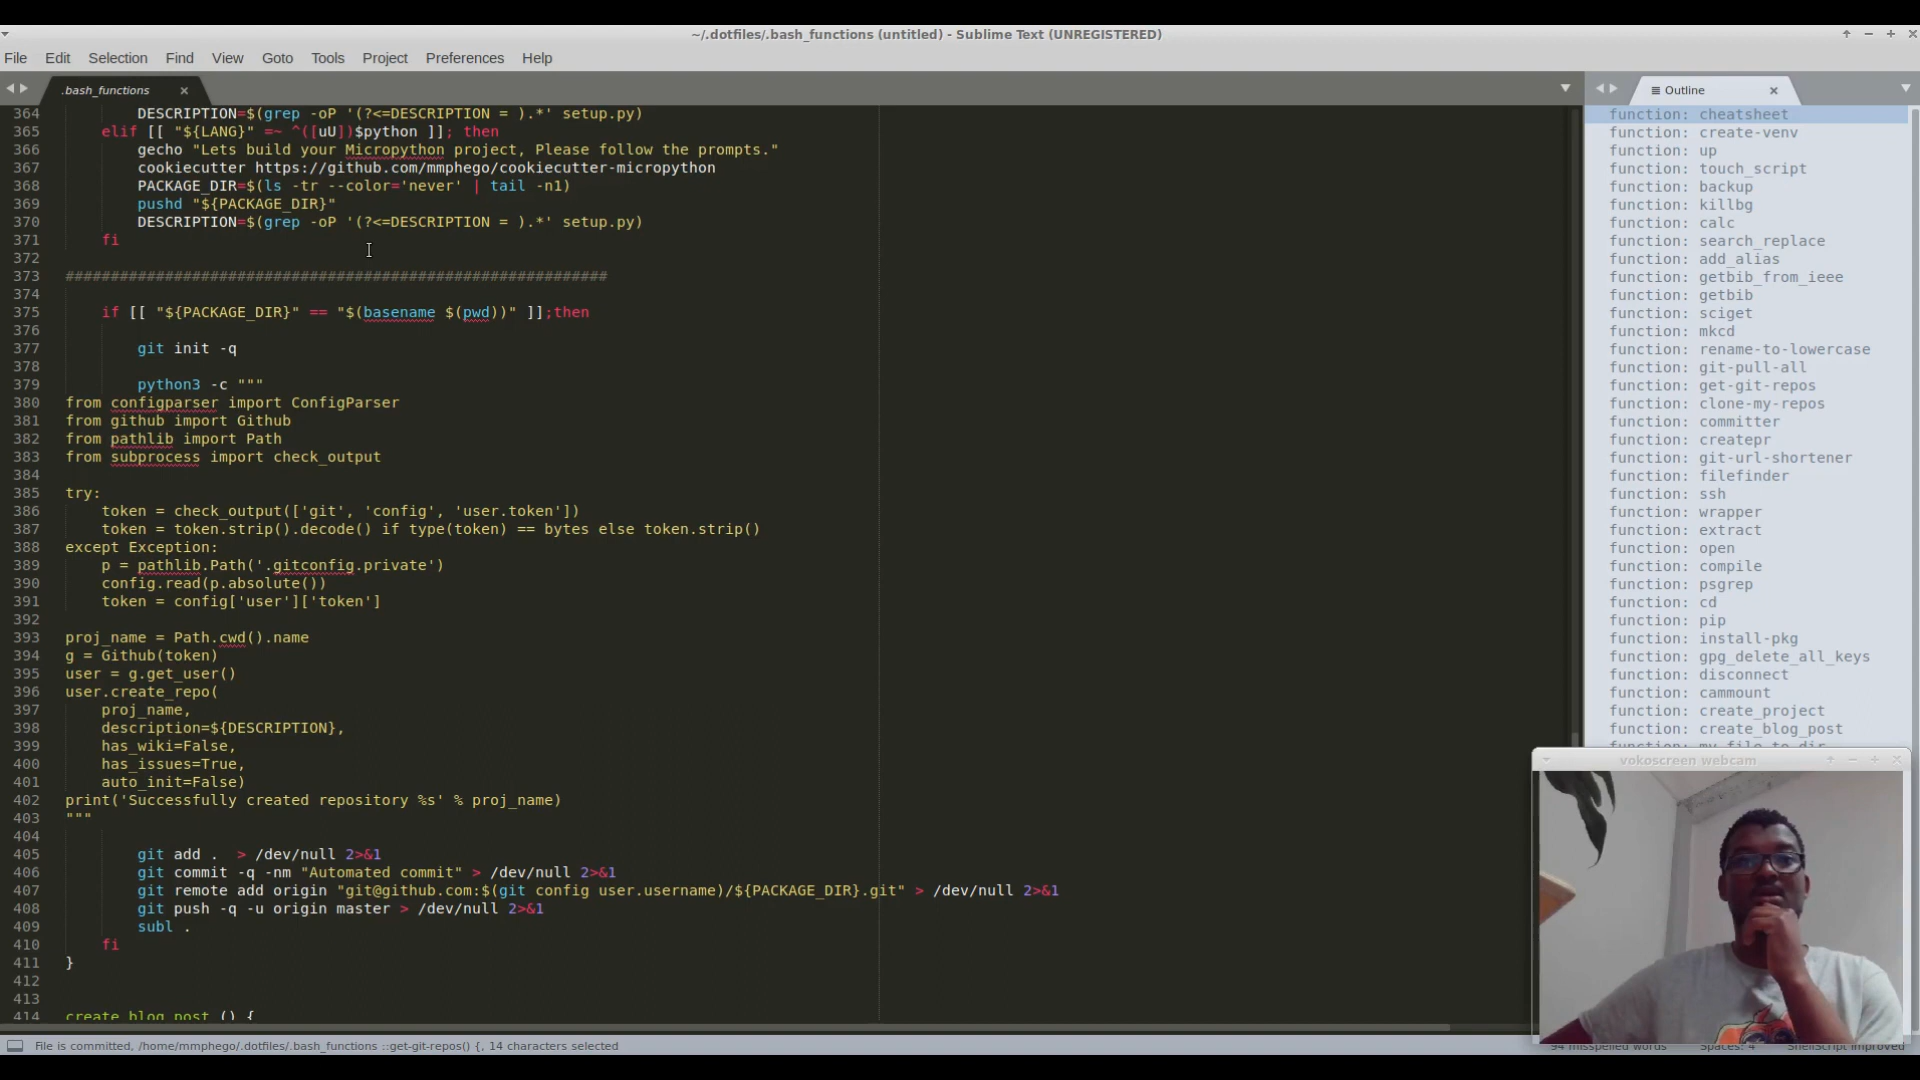 ~/.dotfiles/.bash_functions (untitled) - Sublime Text (UNREGISTERED)
File Edit Selection Find View Goto Tools Project Preferences Help
.bash_functions
364 DESCRIPTION=$(grep -oP '(?<=DESCRIPTION = ).*' setup.py)
365 elif [[ "${LANG}" =~ ^([uU])$python ]]; then
366 gecho "Lets build your Micropython project, Please follow the prompts."
367 cookiecutter https://github.com/mmphego/cookiecutter-micropython
368 PACKAGE_DIR=$(ls -tr --color='never' | tail -n1)
369 pushd "${PACKAGE_DIR}"
370 DESCRIPTION=$(grep -oP '(?<=DESCRIPTION = ).*' setup.py)
371 fi
372
373 ############################################################
374
375 if [[ "${PACKAGE_DIR}" == "$(basename $(pwd))" ]];then
376
377 git init -q
378
379 python3 -c """
380 from configparser import ConfigParser
381 from github import Github
382 from pathlib import Path
383 from subprocess import check_output
384
385 try:
386 token = check_output(['git', 'config', 'user.token'])
387 token = token.strip().decode() if type(token) == bytes else token.strip()
388 except Exception:
389 p = pathlib.Path('.gitconfig.private')
390 config.read(p.absolute())
391 token = config['user']['token']
392
393 proj_name = Path.cwd().name
394 g = Github(token)
395 user = g.get_user()
396 user.create_repo(
397 proj_name,
398 description=${DESCRIPTION},
399 has_wiki=False,
400 has_issues=True,
401 auto_init=False)
402 print('Successfully created repository %s' % proj_name)
403 """
404
405 git add . > /dev/null 2>&1
406 git commit -q -nm "Automated commit" > /dev/null 2>&1
407 git remote add origin "git@github.com:$(git config user.username)/${PACKAGE_DIR}.git" > /dev/null 2>&1
408 git push -q -u origin master > /dev/null 2>&1
409 subl .
410 fi
411 }
412
413
414 create_blog_post () {
Outline
function: cheatsheet
function: create-venv
function: up
function: touch_script
function: backup
function: killbg
function: calc
function: search_replace
function: add_alias
function: getbib_from_ieee
function: getbib
function: sciget
function: mkcd
function: rename-to-lowercase
function: git-pull-all
function: get-git-repos
function: clone-my-repos
function: committer
function: createpr
function: git-url-shortener
function: filefinder
function: ssh
function: wrapper
function: extract
function: open
function: compile
function: psgrep
function: cd
function: pip
function: install-pkg
function: gpg_delete_all_keys
function: disconnect
function: cammount
function: create_project
function: create_blog_post
function: my_file_to_dir
vokoscreen webcam
File is committed, /home/mmphego/.dotfiles/.bash_functions ::get-git-repos() {, 14 characters selected
94 misspelled words Spaces: 4 ShellScript Improved